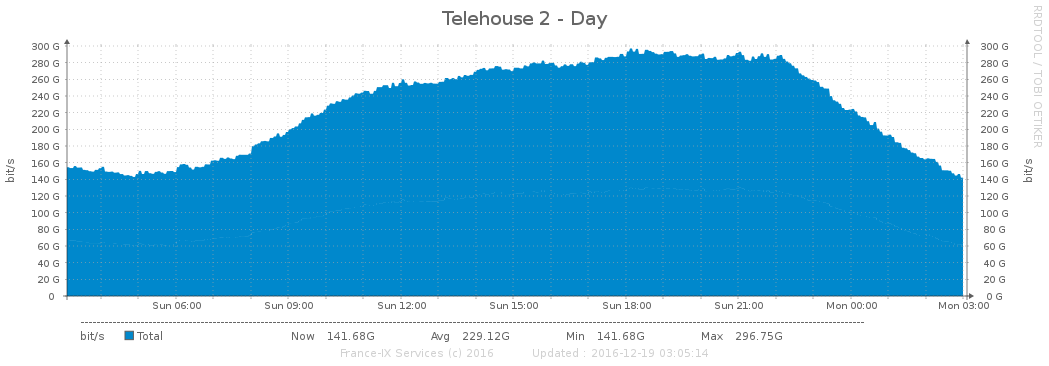 Telehouse 2 - Day
RRDTOOL / TOBI OETIKER
bit/s
300 G 300 G
280 G 280 G
260 G 260 G
240 G 240 G
220 G 220 G
200 G 200 G
180 G 180 G
160 G 160 G
140 G 140 G
120 G 120 G
100 G 100 G
80 G 80 G
60 G 60 G
40 G 40 G
20 G 20 G
0 0 G
bit/s
Sun 06:00 Sun 09:00 Sun 12:00 Sun 15:00 Sun 18:00 Sun 21:00 Mon 00:00 Mon 03:00
bit/s Total Now 141.68G Avg 229.12G Min 141.68G Max 296.75G
France-IX Services (c) 2016 Updated : 2016-12-19 03:05:14